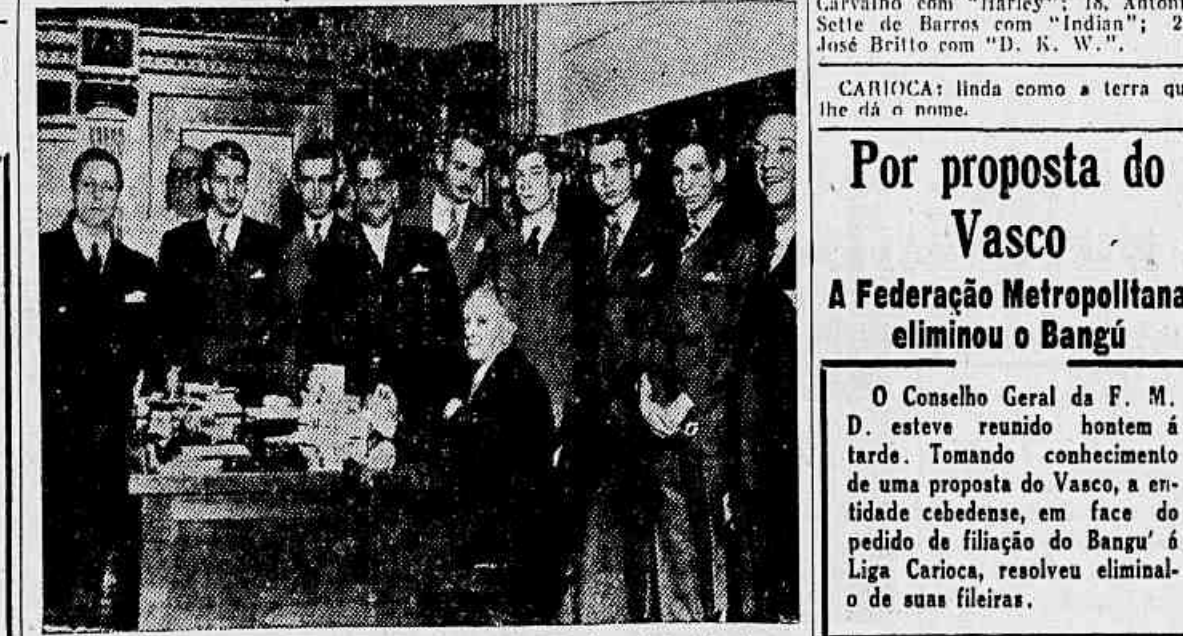 Carvalho com "Harley"; 18, Antoni
Sette de Barros com "Indian"; 2
José Britto com "D. K. W.".
CARIOCA: linda como a terra qu
lhe dá o nome.
Por proposta do
Vasco
A Federação Metropolitana
eliminou o Bangú
O Conselho Geral da F. M.
D. esteve reunido hontem á
tarde. Tomando conhecimento
de uma proposta do Vasco, a en-
tidade cebedense, em face do
pedido de filiação do Bangu' á
Liga Carioca, resolveu eliminal-
o de suas fileiras.